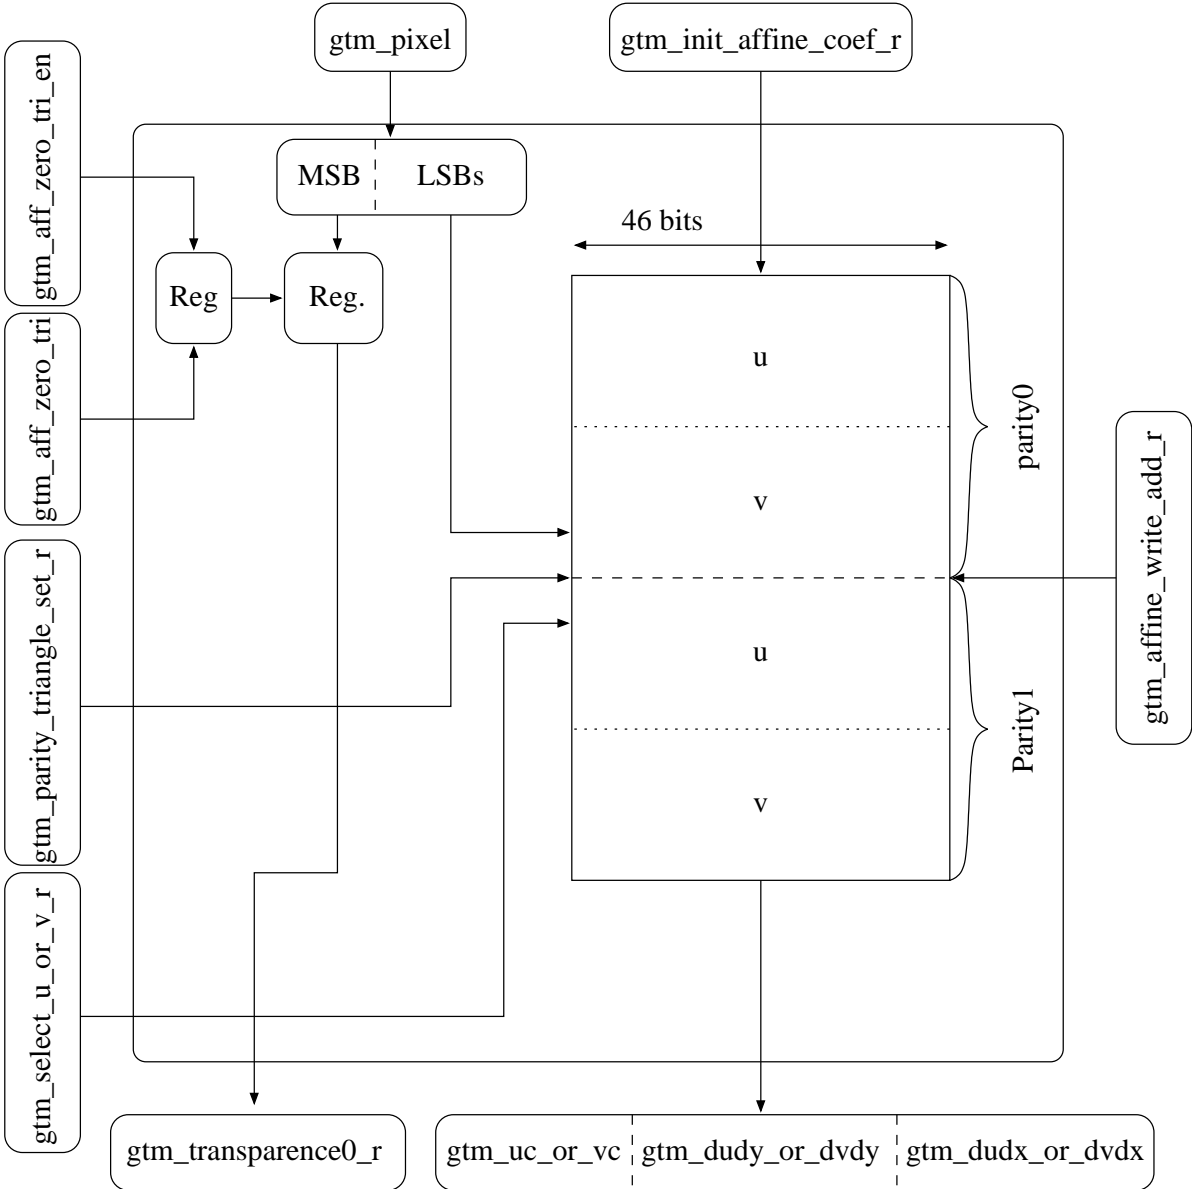 gtm_pixel
gtm_init_affine_coef_r
gtm_aff_zero_tri_en
MSB
LSBs
46 bits
Reg
Reg.
gtm_aff_zero_tri
u
parity0
v
gtm_affine_write_add_r
gtm_parity_triangle_set_r
u
Parity1
v
gtm_select_u_or_v_r
gtm_transparence0_r
gtm_uc_or_vc
gtm_dudy_or_dvdy
gtm_dudx_or_dvdx